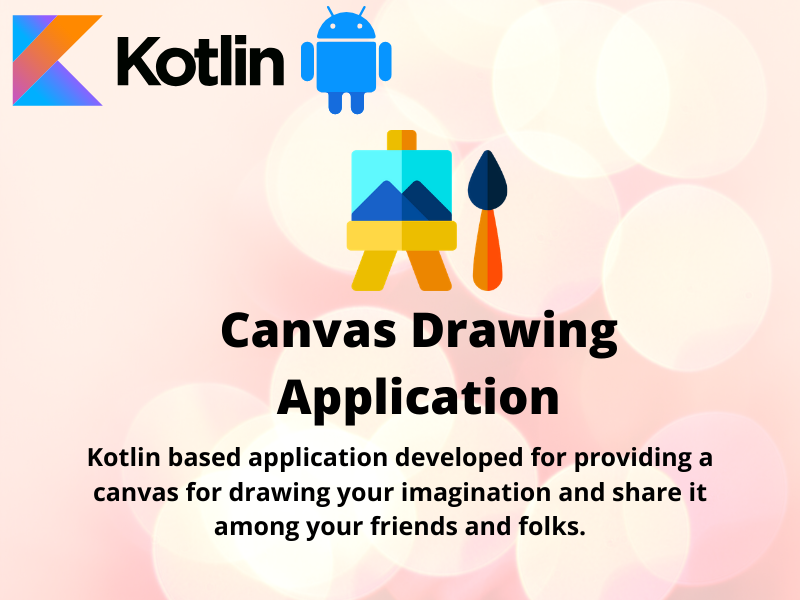 Kotlin
Canvas Drawing
Application
Kotlin based application developed for providing a
canvas for drawing your imagination and share it
among your friends and folks.